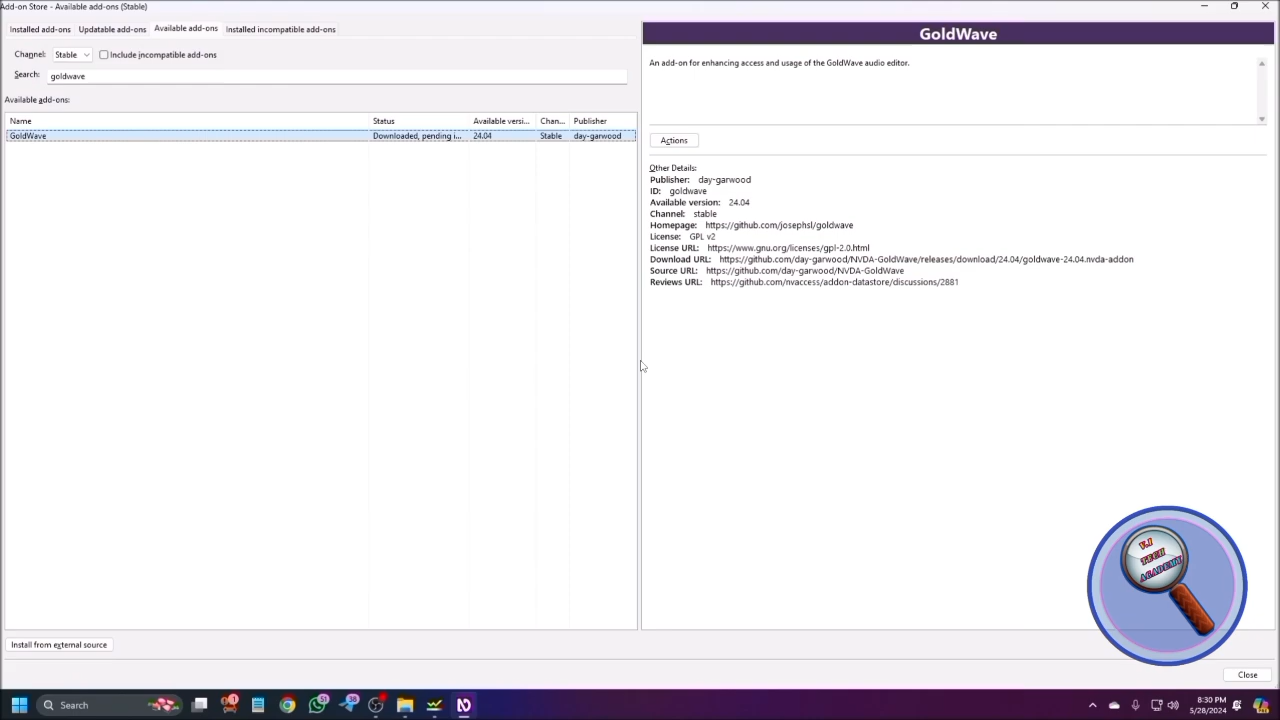 Add-on Store - Available add-ons (Stable)
Installed add-ons Updatable add-ons Available add-ons Installed incompatible add-ons
Channel: Stable Include incompatible add-ons
Search: goldwave
Available add-ons:
Name Status Available versi... Chan... Publisher
GoldWave Downloaded, pending i... 24.04 Stable day-garwood
GoldWave
An add-on for enhancing access and usage of the GoldWave audio editor.
Actions
Other Details:
Publisher: day-garwood
ID: goldwave
Available version: 24.04
Channel: stable
Homepage: https://github.com/josephsl/goldwave
License: GPL v2
License URL: https://www.gnu.org/licenses/gpl-2.0.html
Download URL: https://github.com/day-garwood/NVDA-GoldWave/releases/download/24.04/goldwave-24.04.nvda-addon
Source URL: https://github.com/day-garwood/NVDA-GoldWave
Reviews URL: https://github.com/nvaccess/addon-datastore/discussions/2881
V.I
TECH
ACADEMY
Install from external source
Close
Search
51
38
8:30 PM
5/28/2024